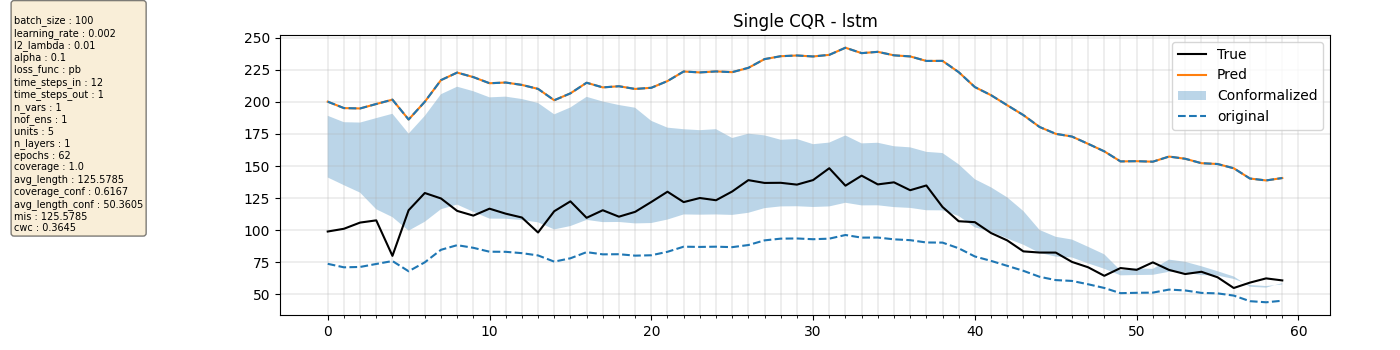 batch_size : 100
learning_rate : 0.002
l2_lambda : 0.01
alpha : 0.1
loss_func : pb
time_steps_in : 12
time_steps_out : 1
n_vars : 1
nof_ens : 1
units : 5
n_layers : 1
epochs : 62
coverage : 1.0
avg_length : 125.5785
coverage_conf : 0.6167
avg_length_conf : 50.3605
mis : 125.5785
cwc : 0.3645
Single CQR - lstm
250
225
200
175
150
125
100
75
50
0 10 20 30 40 50 60
True
Pred
Conformalized
original